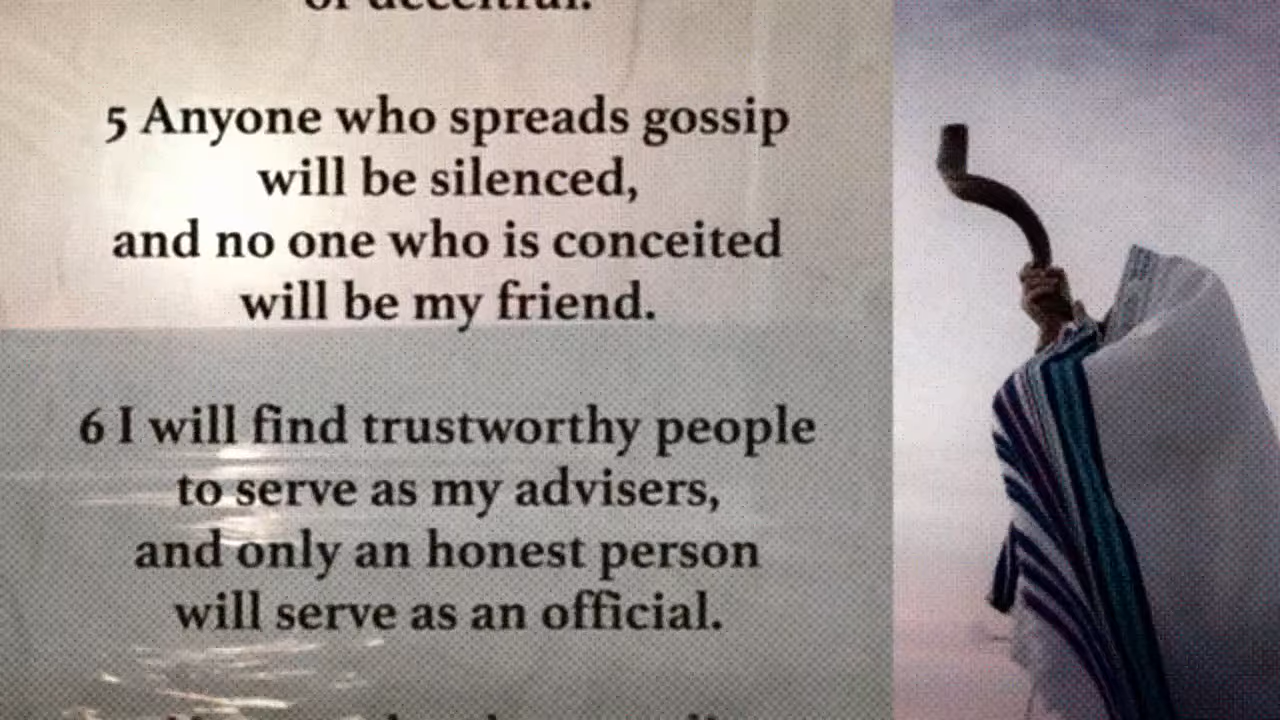 or deceitful.
5 Anyone who spreads gossip
will be silenced,
and no one who is conceited
will be my friend.
6 I will find trustworthy people
to serve as my advisers,
and only an honest person
will serve as an official.